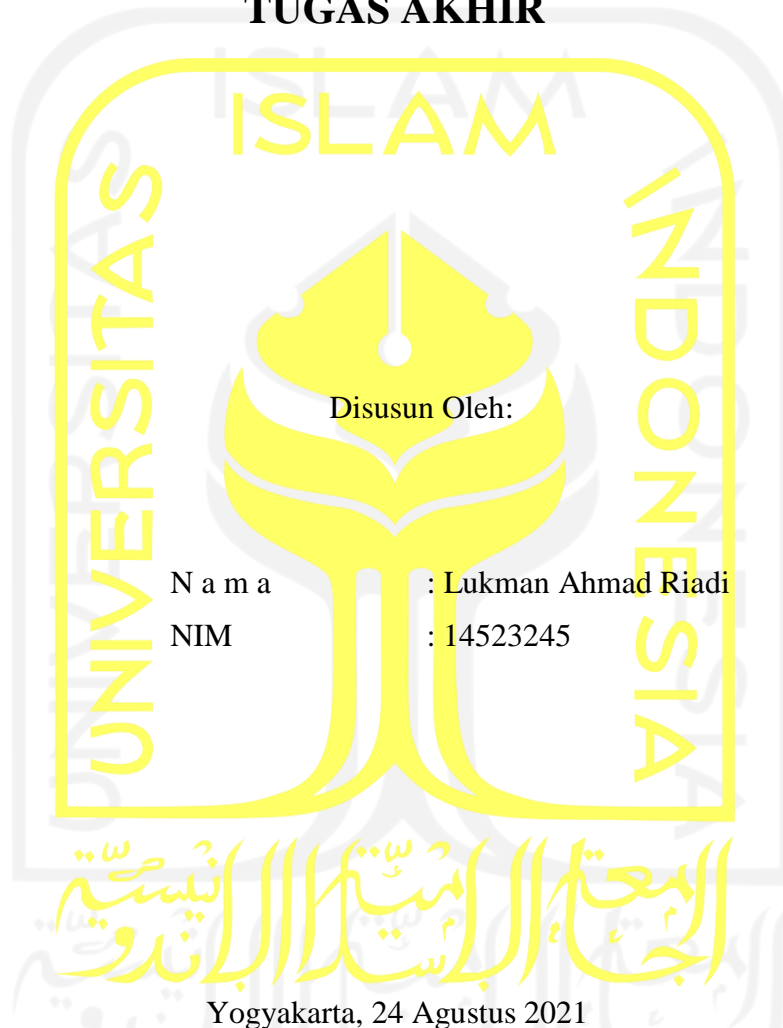 TUGAS AKHIR
ISLAM
UNIVERSITAS
INDONESIA
Disusun Oleh:
N a m a : Lukman Ahmad Riadi
NIM : 14523245
الجامعة الإسلامية الإندونيسية
Yogyakarta, 24 Agustus 2021